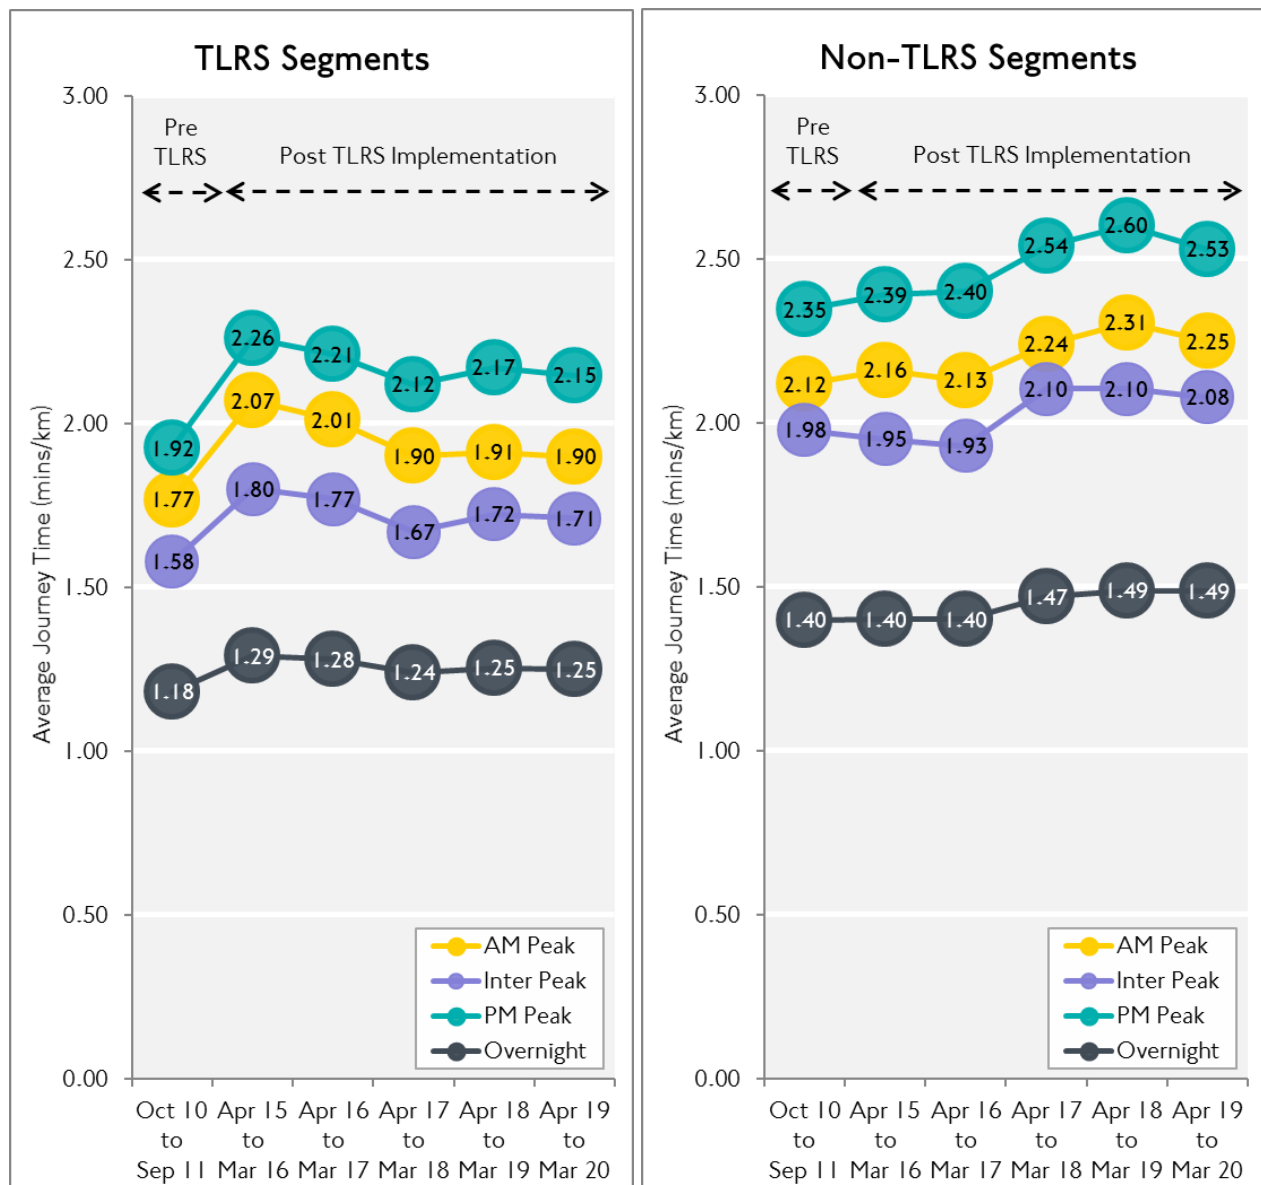 TLRS Segments
3.00
2.50
2.00
1.50
1.00
0.50
0.00
Average Journey Time (mins/km)
Pre
TLRS
Post TLRS Implementation
1.92
2.26
2.21
2.12
2.17
2.15
1.77
2.07
2.01
1.90
1.91
1.90
1.58
1.80
1.77
1.67
1.72
1.71
1.18
1.29
1.28
1.24
1.25
1.25
AM Peak
Inter Peak
PM Peak
Overnight
Oct 10 Apr 15 Apr 16 Apr 17 Apr 18 Apr 19
to to to to to to
Sep 11 Mar 16 Mar 17 Mar 18 Mar 19 Mar 20
Non-TLRS Segments
3.00
2.50
2.00
1.50
1.00
0.50
0.00
Average Journey Time (mins/km)
Pre
TLRS
Post TLRS Implementation
2.35
2.39
2.40
2.54
2.60
2.53
2.12
2.16
2.13
2.24
2.31
2.25
1.98
1.95
1.93
2.10
2.10
2.08
1.40
1.40
1.40
1.47
1.49
1.49
AM Peak
Inter Peak
PM Peak
Overnight
Oct 10 Apr 15 Apr 16 Apr 17 Apr 18 Apr 19
to to to to to to
Sep 11 Mar 16 Mar 17 Mar 18 Mar 19 Mar 20